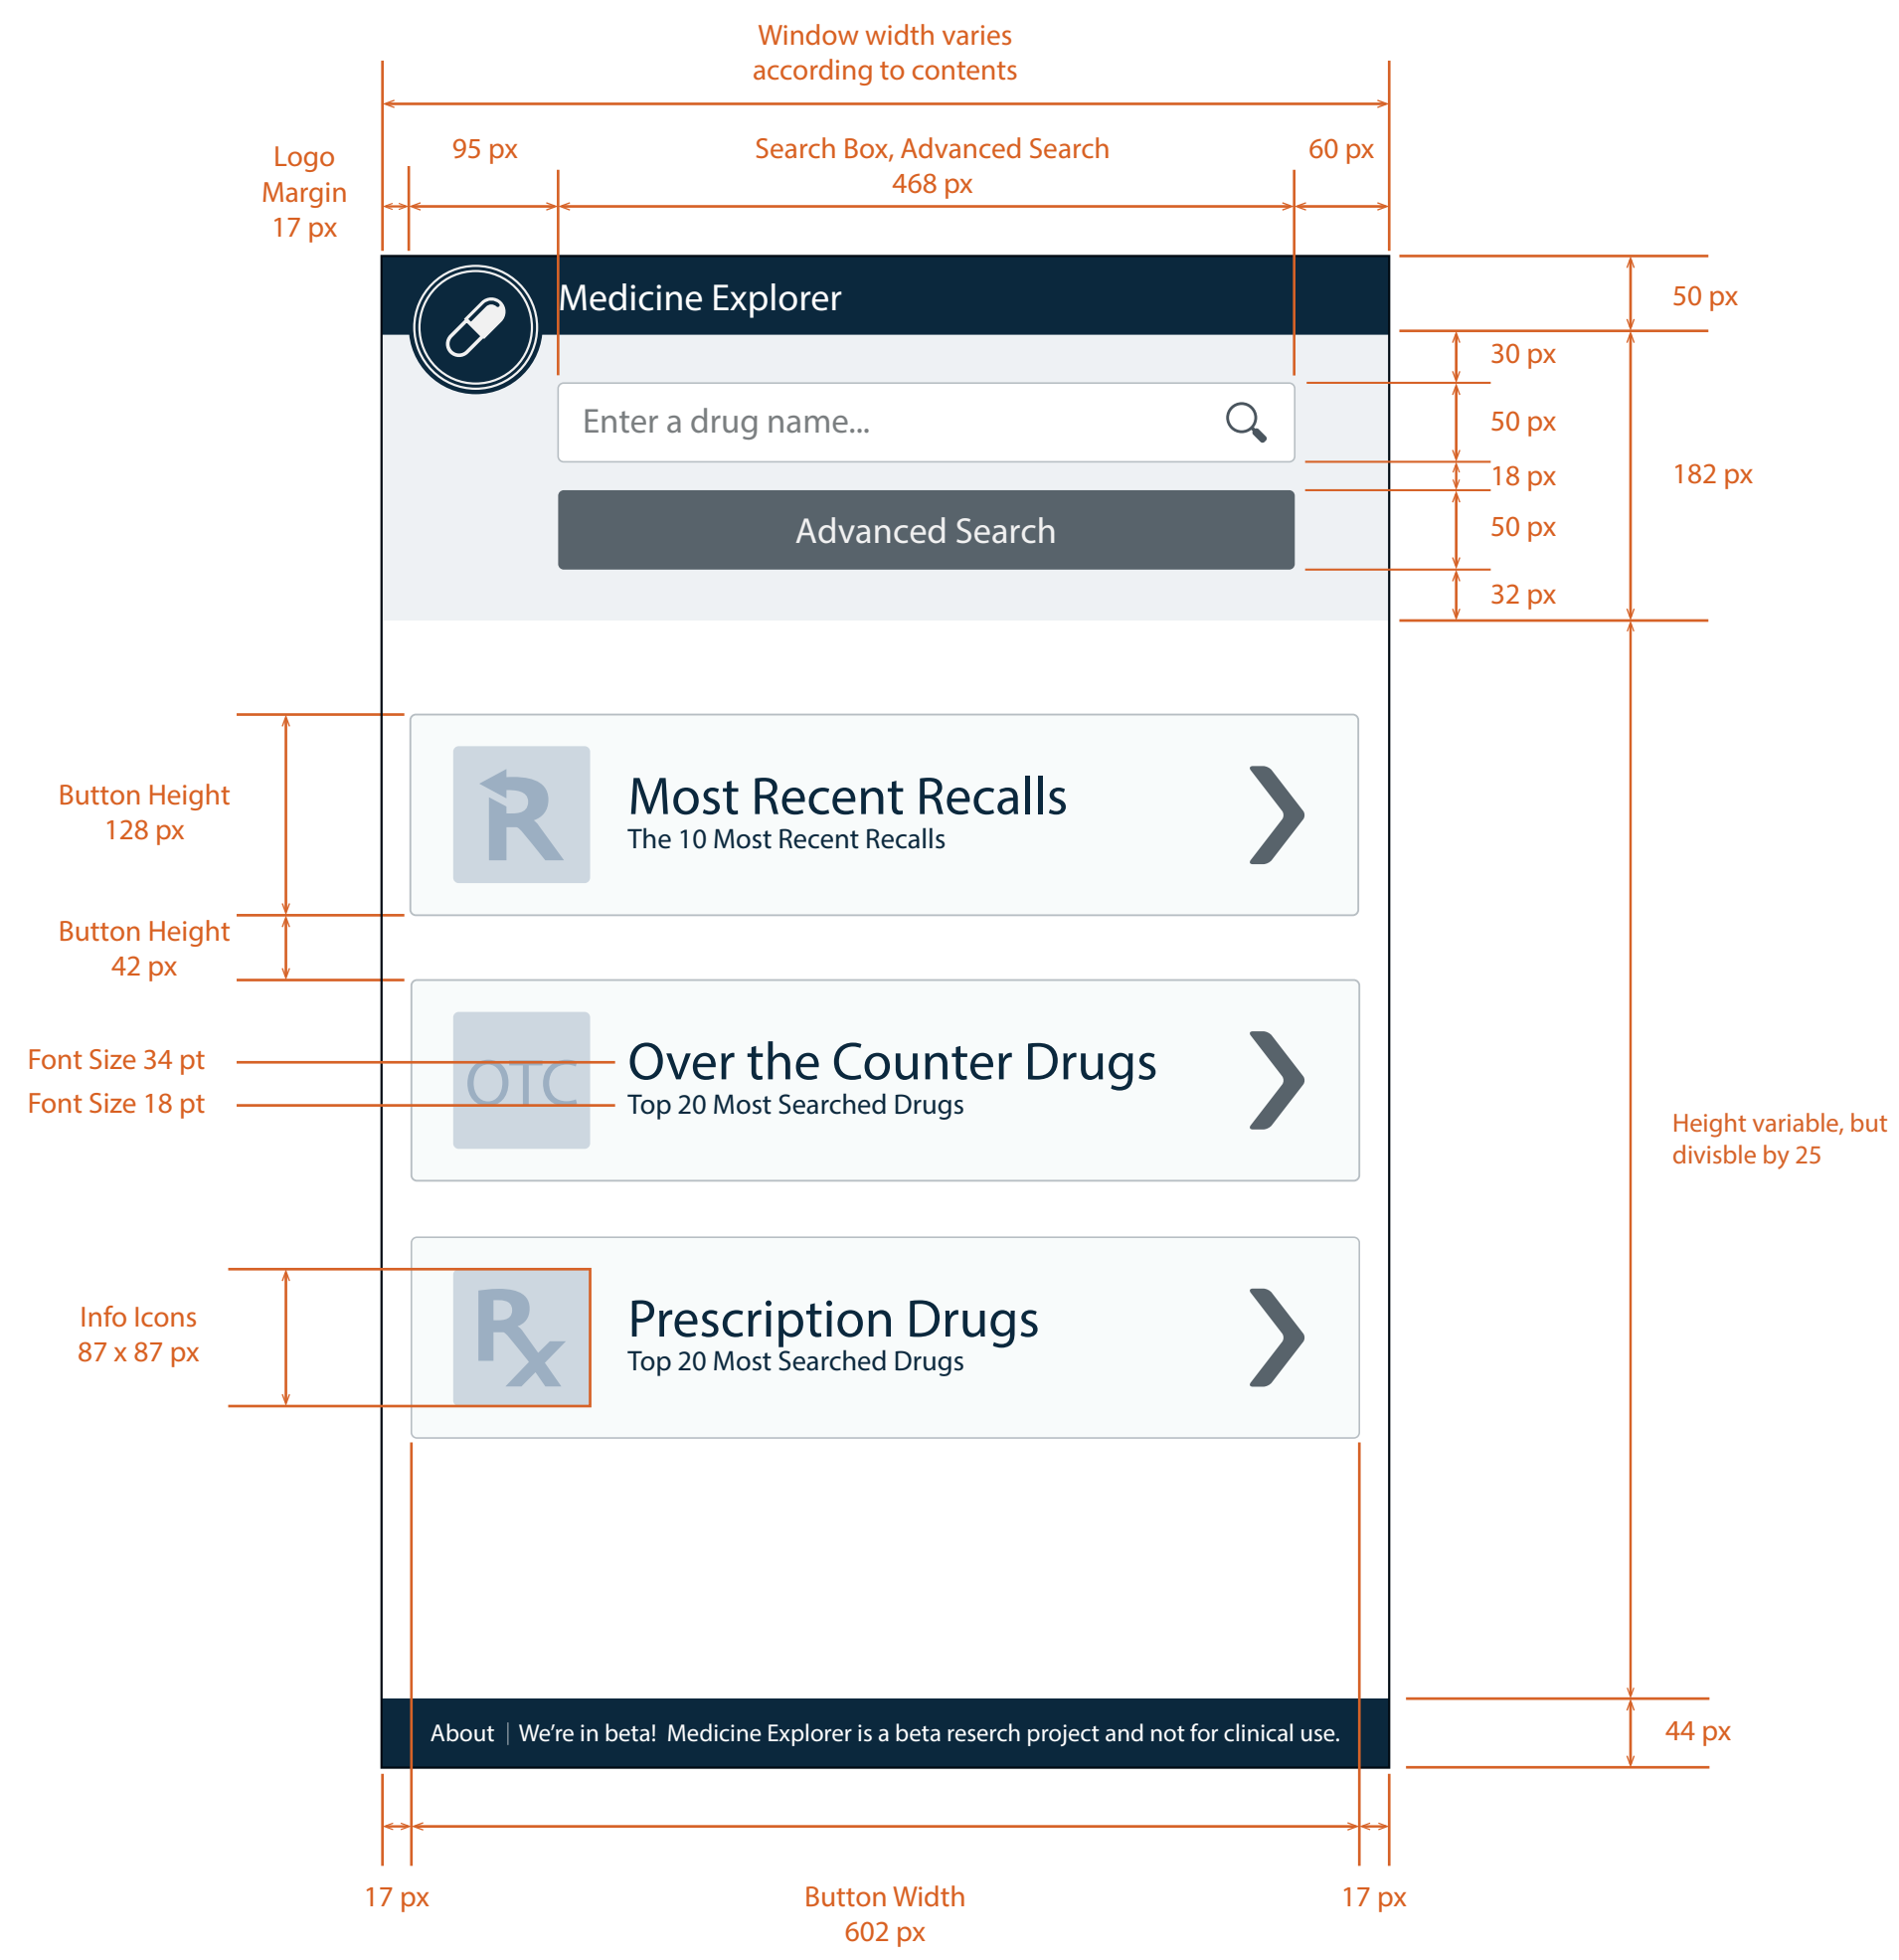 Window width varies
according to contents
Logo
Margin
17 px
95 px
Search Box, Advanced Search
468 px
60 px
Medicine Explorer
50 px
30 px
Enter a drug name...
50 px
18 px
182 px
Advanced Search
50 px
32 px
Button Height
128 px
R
Most Recent Recalls
The 10 Most Recent Recalls
Button Height
42 px
Font Size 34 pt
Font Size 18 pt
OTC
Over the Counter Drugs
Top 20 Most Searched Drugs
Height variable, but
divisble by 25
Info Icons
87 x 87 px
Rx
Prescription Drugs
Top 20 Most Searched Drugs
About | We're in beta!  Medicine Explorer is a beta reserch project and not for clinical use.
44 px
17 px
Button Width
602 px
17 px